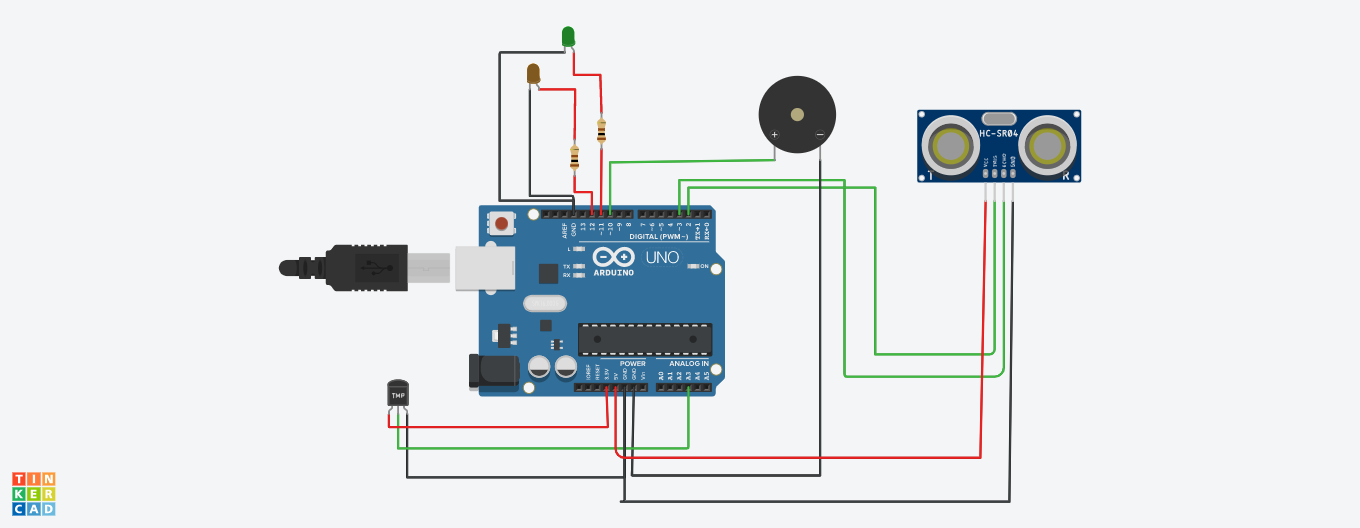 +
−
HC-SR04
VCC
TRIG
ECHO
GND
T
R
AREF
GND
13
12
~11
~10
~9
8
7
~6
~5
4
~3
2
TX→1
RX←0
DIGITAL (PWM~)
L
TX
RX
ARDUINO
UNO
ON
POWER
ANALOG IN
IOREF
RESET
3.3V
5V
GND
GND
Vin
A0
A1
A2
A3
A4
A5
TMP
TIN
KER
CAD